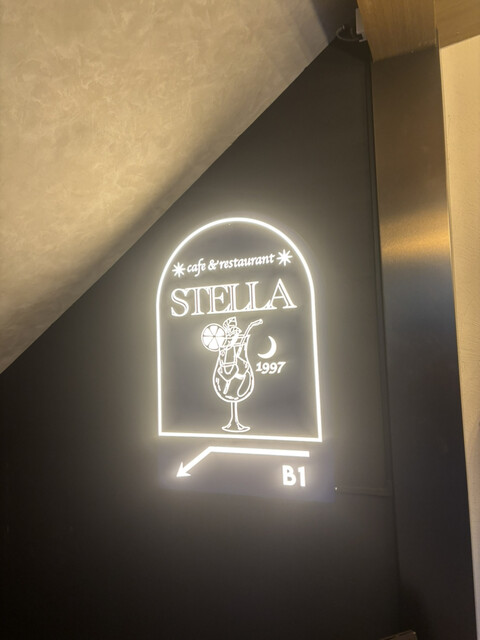 cafe & restaurant
STELLA
1997
B1